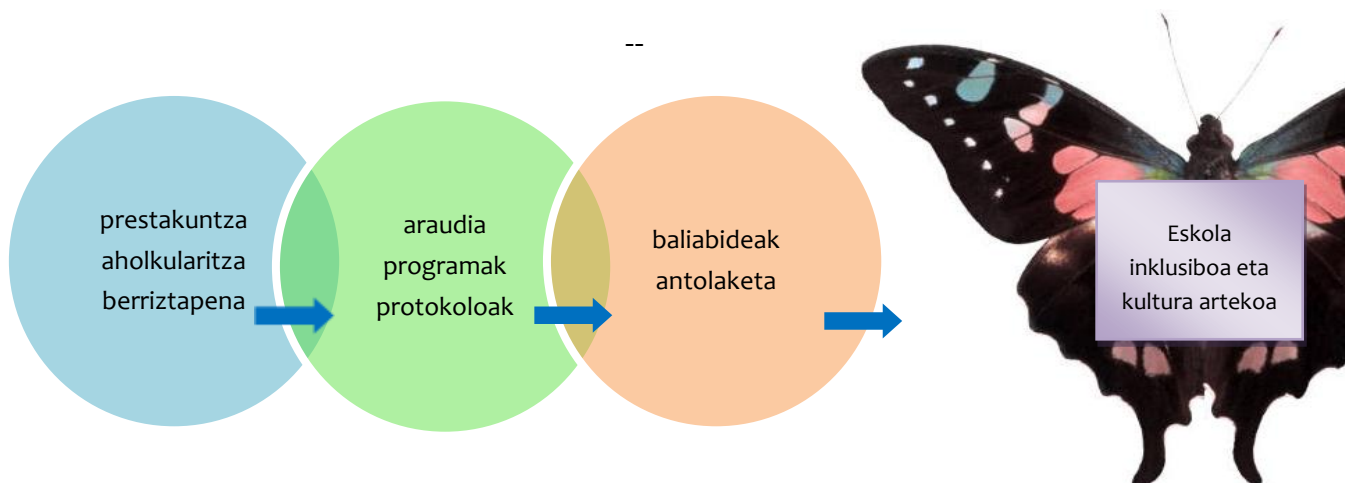 --
prestakuntza
aholkularitza
berriztapena
araudia
programak
protokoloak
baliabideak
antolaketa
Eskola
inklusiboa eta
kultura artekoa